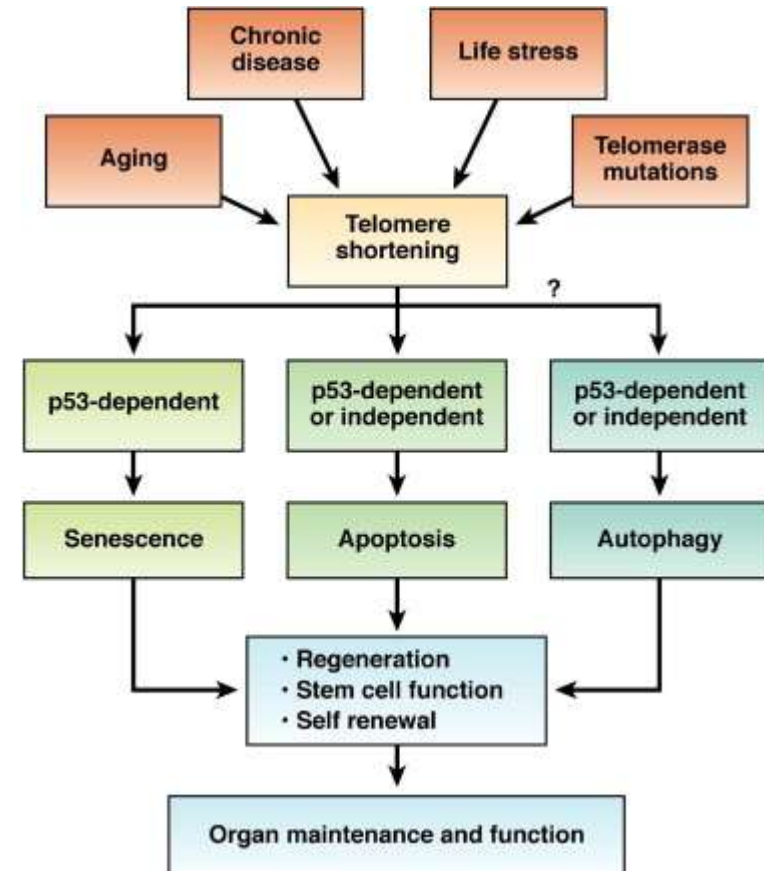 Chronic
disease
Life stress
Aging
Telomerase
mutations
Telomere
shortening
?
p53-dependent
p53-dependent
or independent
p53-dependent
or independent
Senescence
Apoptosis
Autophagy
· Regeneration
· Stem cell function
· Self renewal
Organ maintenance and function